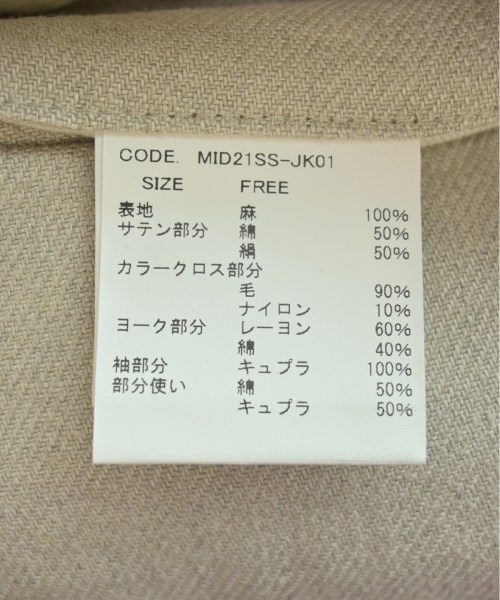 CODE. MID21SS-JK01
SIZE FREE
表地 麻 100%
サテン部分 綿 50%
絹 50%
カラークロス部分
毛 90%
ナイロン 10%
ヨーク部分 レーヨン 60%
綿 40%
袖部分 キュプラ 100%
部分使い 綿 50%
キュプラ 50%